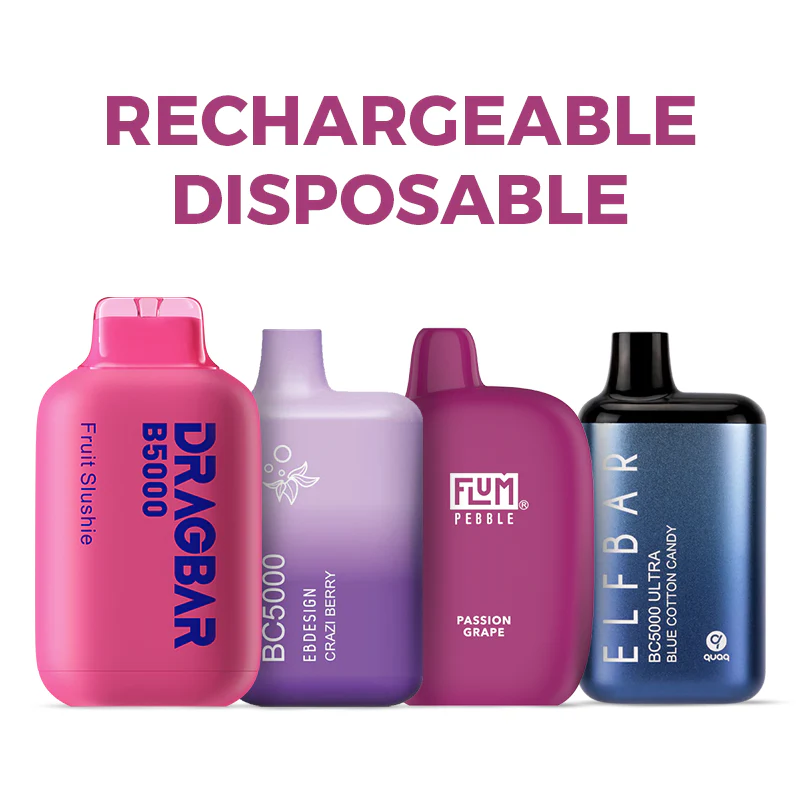 RECHARGEABLE
DISPOSABLE
DRAGBAR
B5000
Fruit Slushie
BC5000
EBDESIGN
CRAZI BERRY
FLUM®
PEBBLE
PASSION
GRAPE
ELFBAR
BC5000 ULTRA
BLUE COTTON CANDY
QUAQ